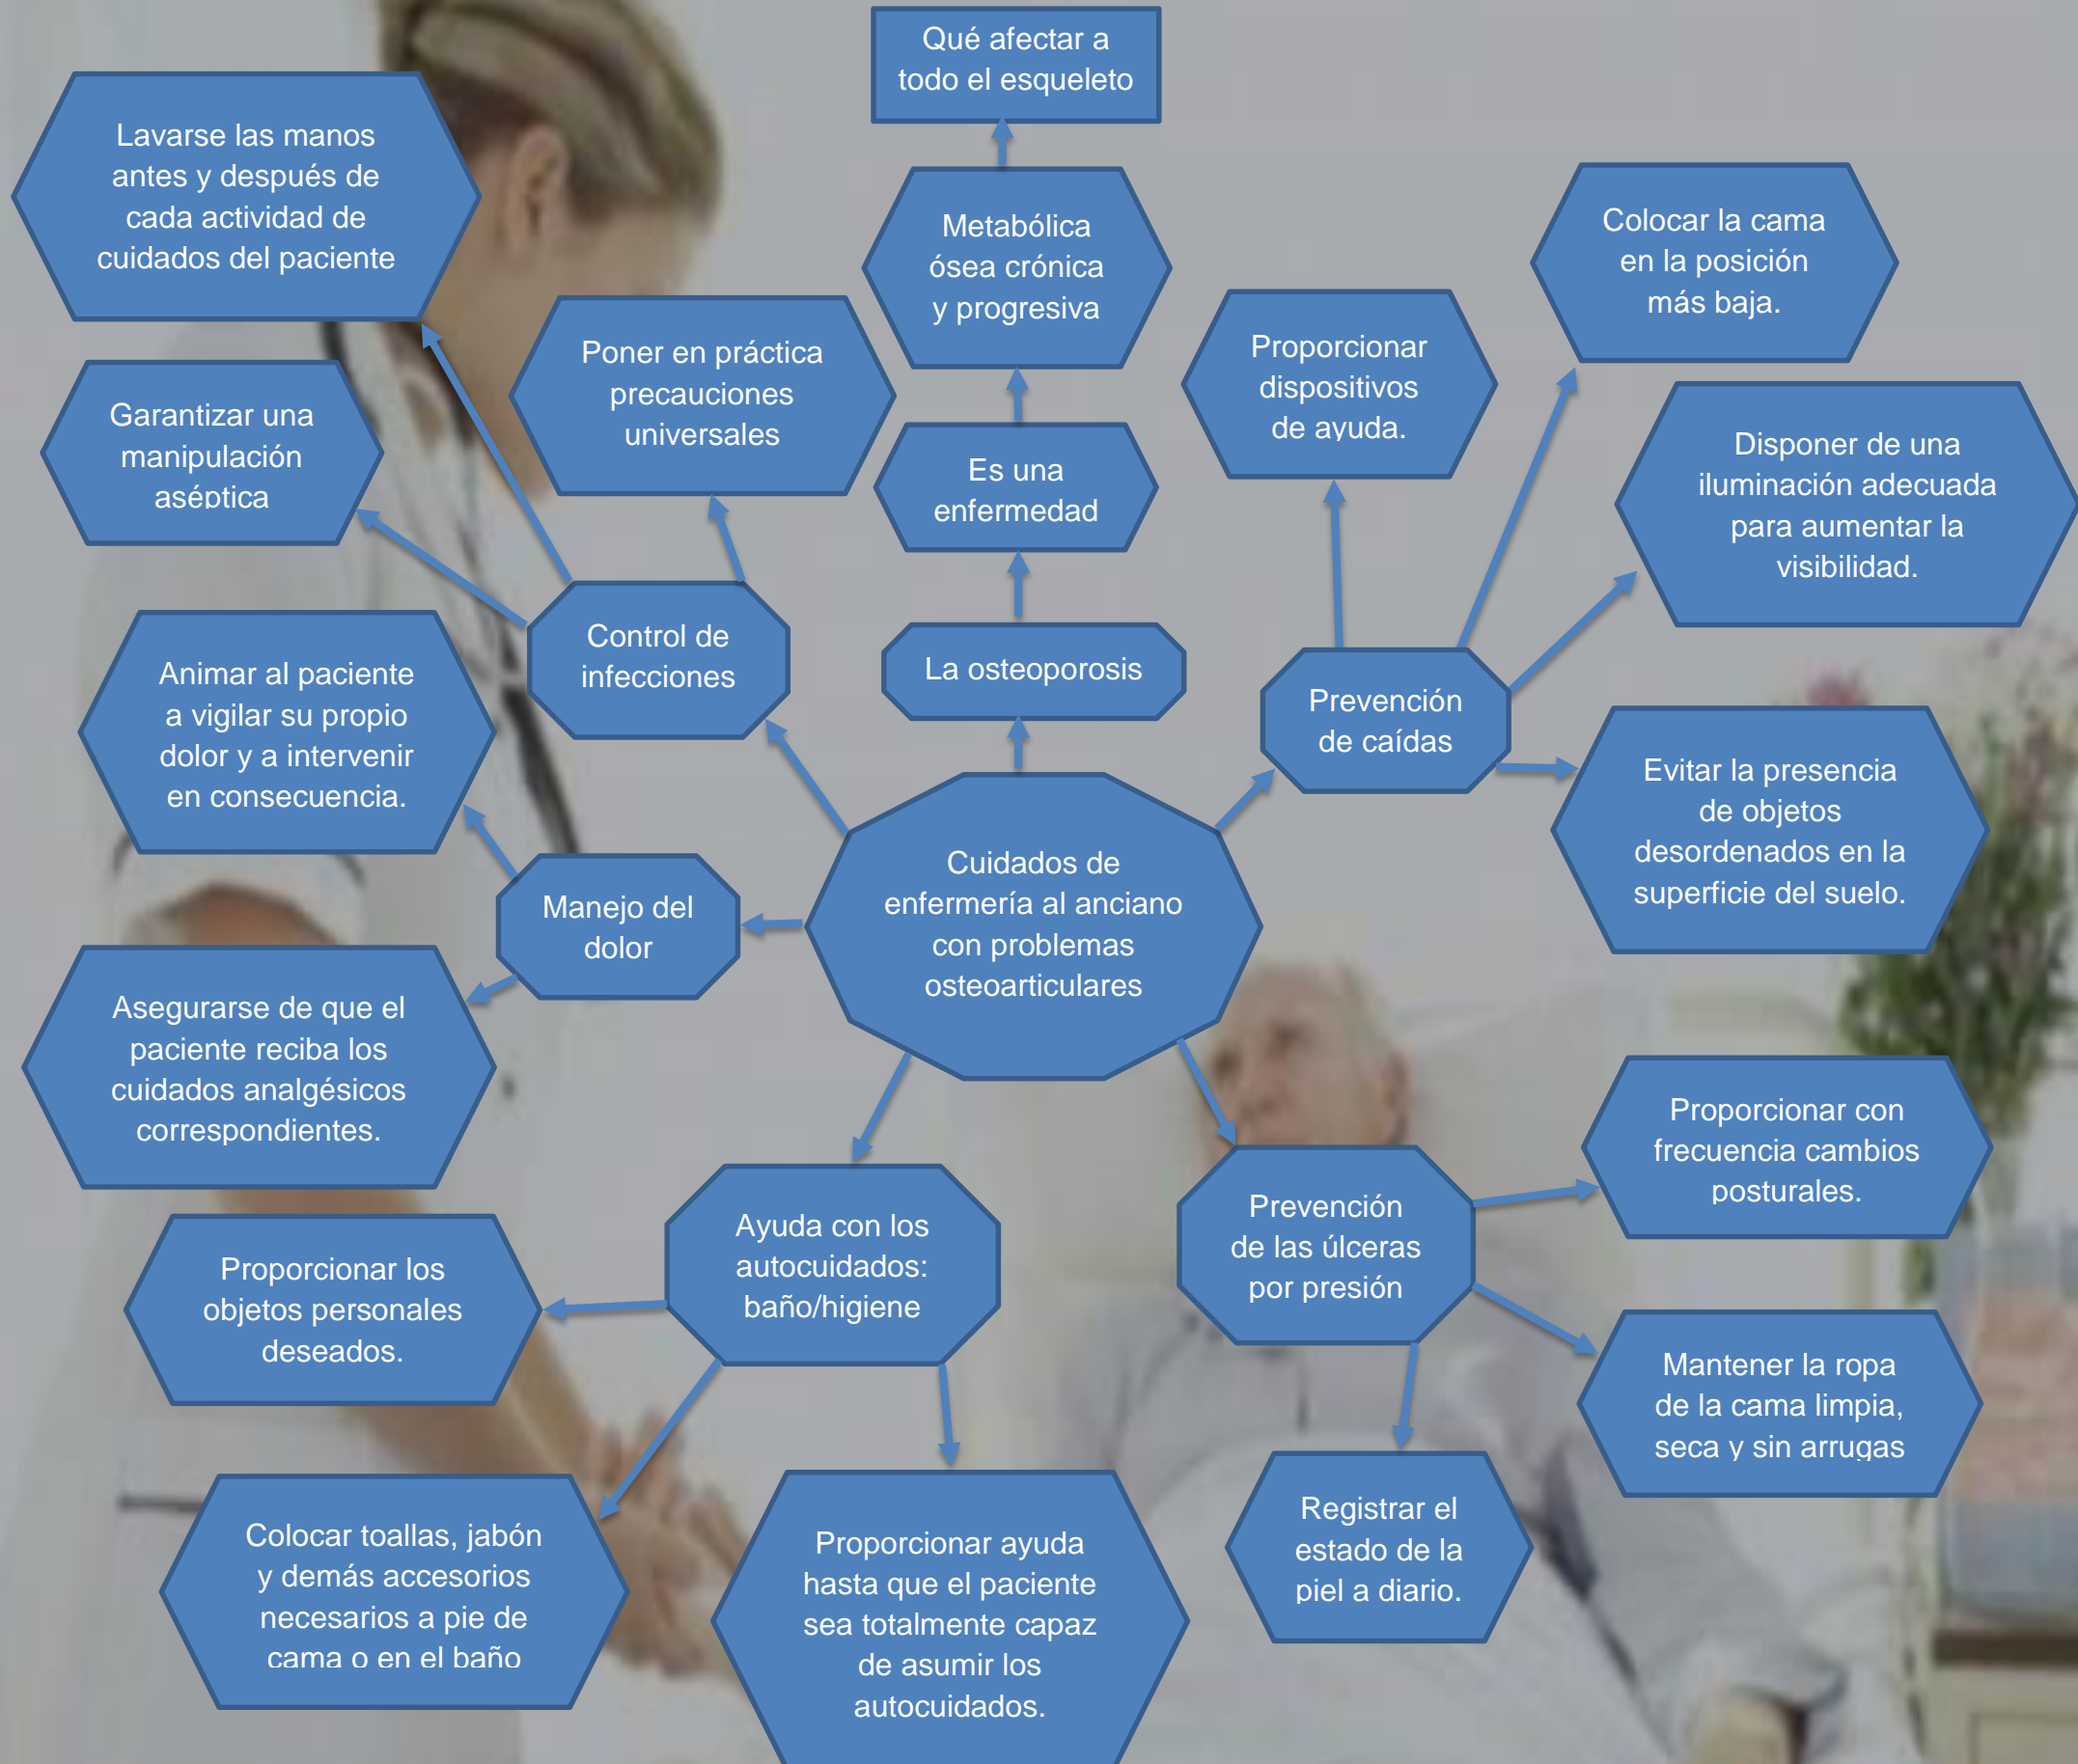 Qué afectar a
todo el esqueleto
Lavarse las manos
antes y después de
cada actividad de
cuidados del paciente
Metabólica
ósea crónica
y progresiva
Colocar la cama
en la posición
más baja.
Poner en práctica
precauciones
universales
Proporcionar
dispositivos
de ayuda.
Garantizar una
manipulación
aséptica
Es una
enfermedad
Disponer de una
iluminación adecuada
para aumentar la
visibilidad.
Control de
infecciones
La osteoporosis
Prevención
de caídas
Animar al paciente
a vigilar su propio
dolor y a intervenir
en consecuencia.
Evitar la presencia
de objetos
desordenados en la
superficie del suelo.
Manejo del
dolor
Cuidados de
enfermería al anciano
con problemas
osteoarticulares
Asegurarse de que el
paciente reciba los
cuidados analgésicos
correspondientes.
Proporcionar con
frecuencia cambios
posturales.
Ayuda con los
autocuidados:
baño/higiene
Prevención
de las úlceras
por presión
Proporcionar los
objetos personales
deseados.
Mantener la ropa
de la cama limpia,
seca y sin arrugas
Colocar toallas, jabón
y demás accesorios
necesarios a pie de
cama o en el baño
Proporcionar ayuda
hasta que el paciente
sea totalmente capaz
de asumir los
autocuidados.
Registrar el
estado de la
piel a diario.